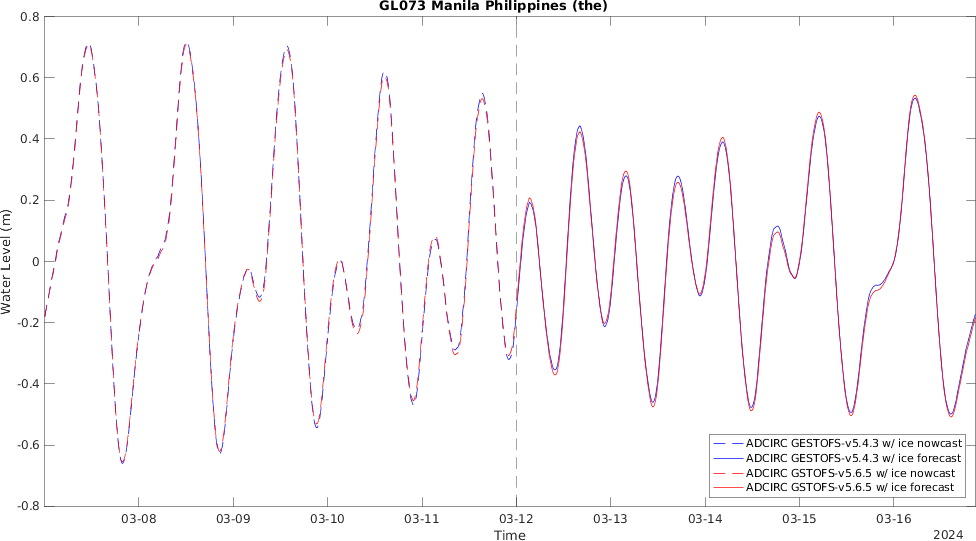 GL073 Manila Philippines (the)
0.8
0.6
0.4
0.2
0
-0.2
-0.4
-0.6
-0.8
Water Level (m)
ADCIRC GESTOFS-v5.4.3 w/ ice nowcast
ADCIRC GESTOFS-v5.4.3 w/ ice forecast
ADCIRC GSTOFS-v5.6.5 w/ ice nowcast
ADCIRC GSTOFS-v5.6.5 w/ ice forecast
03-08 03-09 03-10 03-11 03-12 03-13 03-14 03-15 03-16
Time
2024